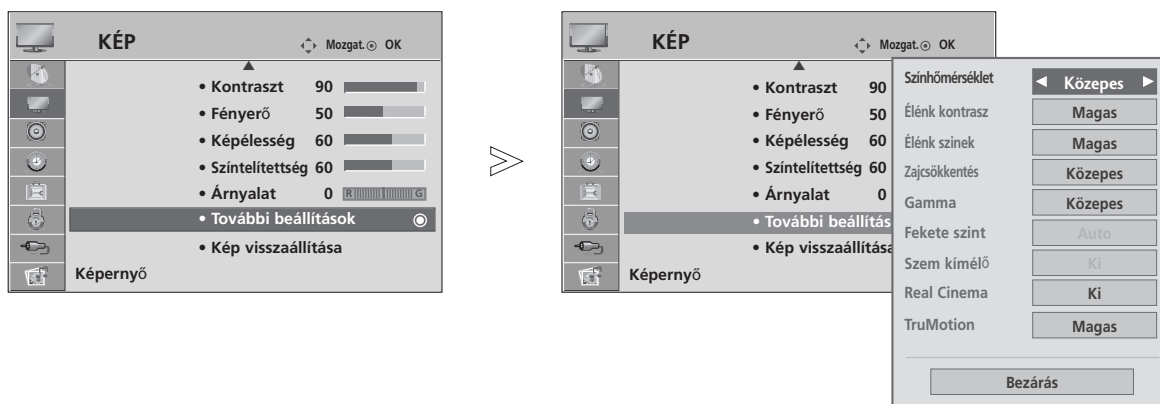 KÉP
Mozgat. OK
• Kontraszt 90
• Fényerő 50
• Képélesség 60
• Színtelítettség 60
• Árnyalat 0 R G
• További beállítások
• Kép visszaállítása
Képernyő
KÉP
Mozgat. OK
• Kontraszt 90
• Fényerő 50
• Képélesség 60
• Színtelítettség 60
• Árnyalat 0
• További beállítás
• Kép visszaállítása
Képernyő
Színhőmérséklet Közepes
Élénk kontrasz Magas
Élénk szinek Magas
Zajcsökkentés Közepes
Gamma Közepes
Fekete szint Auto
Szem kímélő Ki
Real Cinema Ki
TruMotion Magas
Bezárás